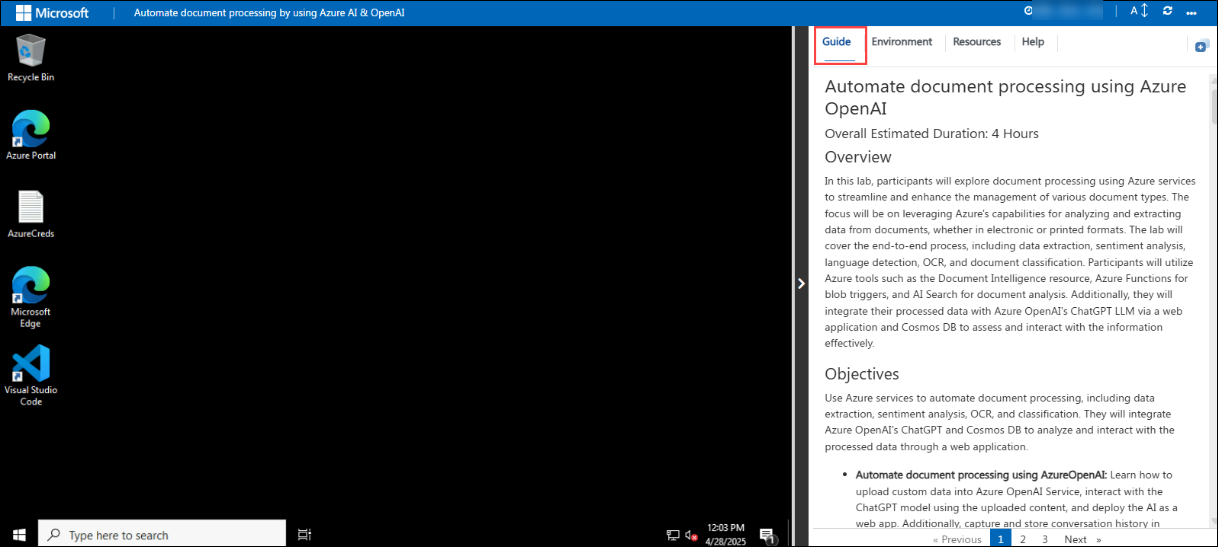 Microsoft
Automate document processing by using Azure AI & OpenAI
A
Recycle Bin
Azure Portal
AzureCreds
Microsoft
Edge
Visual Studio
Code
Type here to search
12:03 PM
4/28/2025
1
Guide
Environment
Resources
Help
Automate document processing using Azure
OpenAI
Overall Estimated Duration: 4 Hours
Overview
In this lab, participants will explore document processing using Azure services
to streamline and enhance the management of various document types. The
focus will be on leveraging Azure's capabilities for analyzing and extracting
data from documents, whether in electronic or printed formats. The lab will
cover the end-to-end process, including data extraction, sentiment analysis,
language detection, OCR, and document classification. Participants will utilize
Azure tools such as the Document Intelligence resource, Azure Functions for
blob triggers, and AI Search for document analysis. Additionally, they will
integrate their processed data with Azure OpenAI's ChatGPT LLM via a web
application and Cosmos DB to assess and interact with the information
effectively.
Objectives
Use Azure services to automate document processing, including data
extraction, sentiment analysis, OCR, and classification. They will integrate
Azure OpenAI's ChatGPT and Cosmos DB to analyze and interact with the
processed data through a web application.
• Automate document processing using AzureOpenAI: Learn how to
upload custom data into Azure OpenAI Service, interact with the
ChatGPT model using the uploaded content, and deploy the AI as a
web app. Additionally, capture and store conversation history in
« Previous 1 2 3 Next »